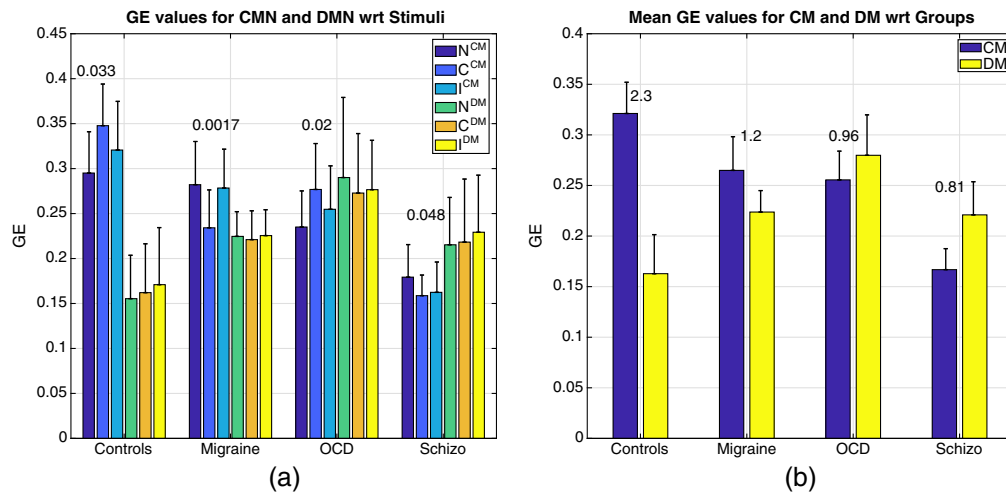 GE values for CMN and DMN wrt Stimuli
0.45
0.4
0.35
0.3
0.25
0.2
0.15
0.1
0.05
0
GE
0.033
0.0017
0.02
0.048
N^CM
C^CM
I^CM
N^DM
C^DM
I^DM
Controls Migraine OCD Schizo
(a)
Mean GE values for CM and DM wrt Groups
0.4
0.35
0.3
0.25
0.2
0.15
0.1
0.05
0
GE
2.3
1.2
0.96
0.81
CM
DM
Controls Migraine OCD Schizo
(b)